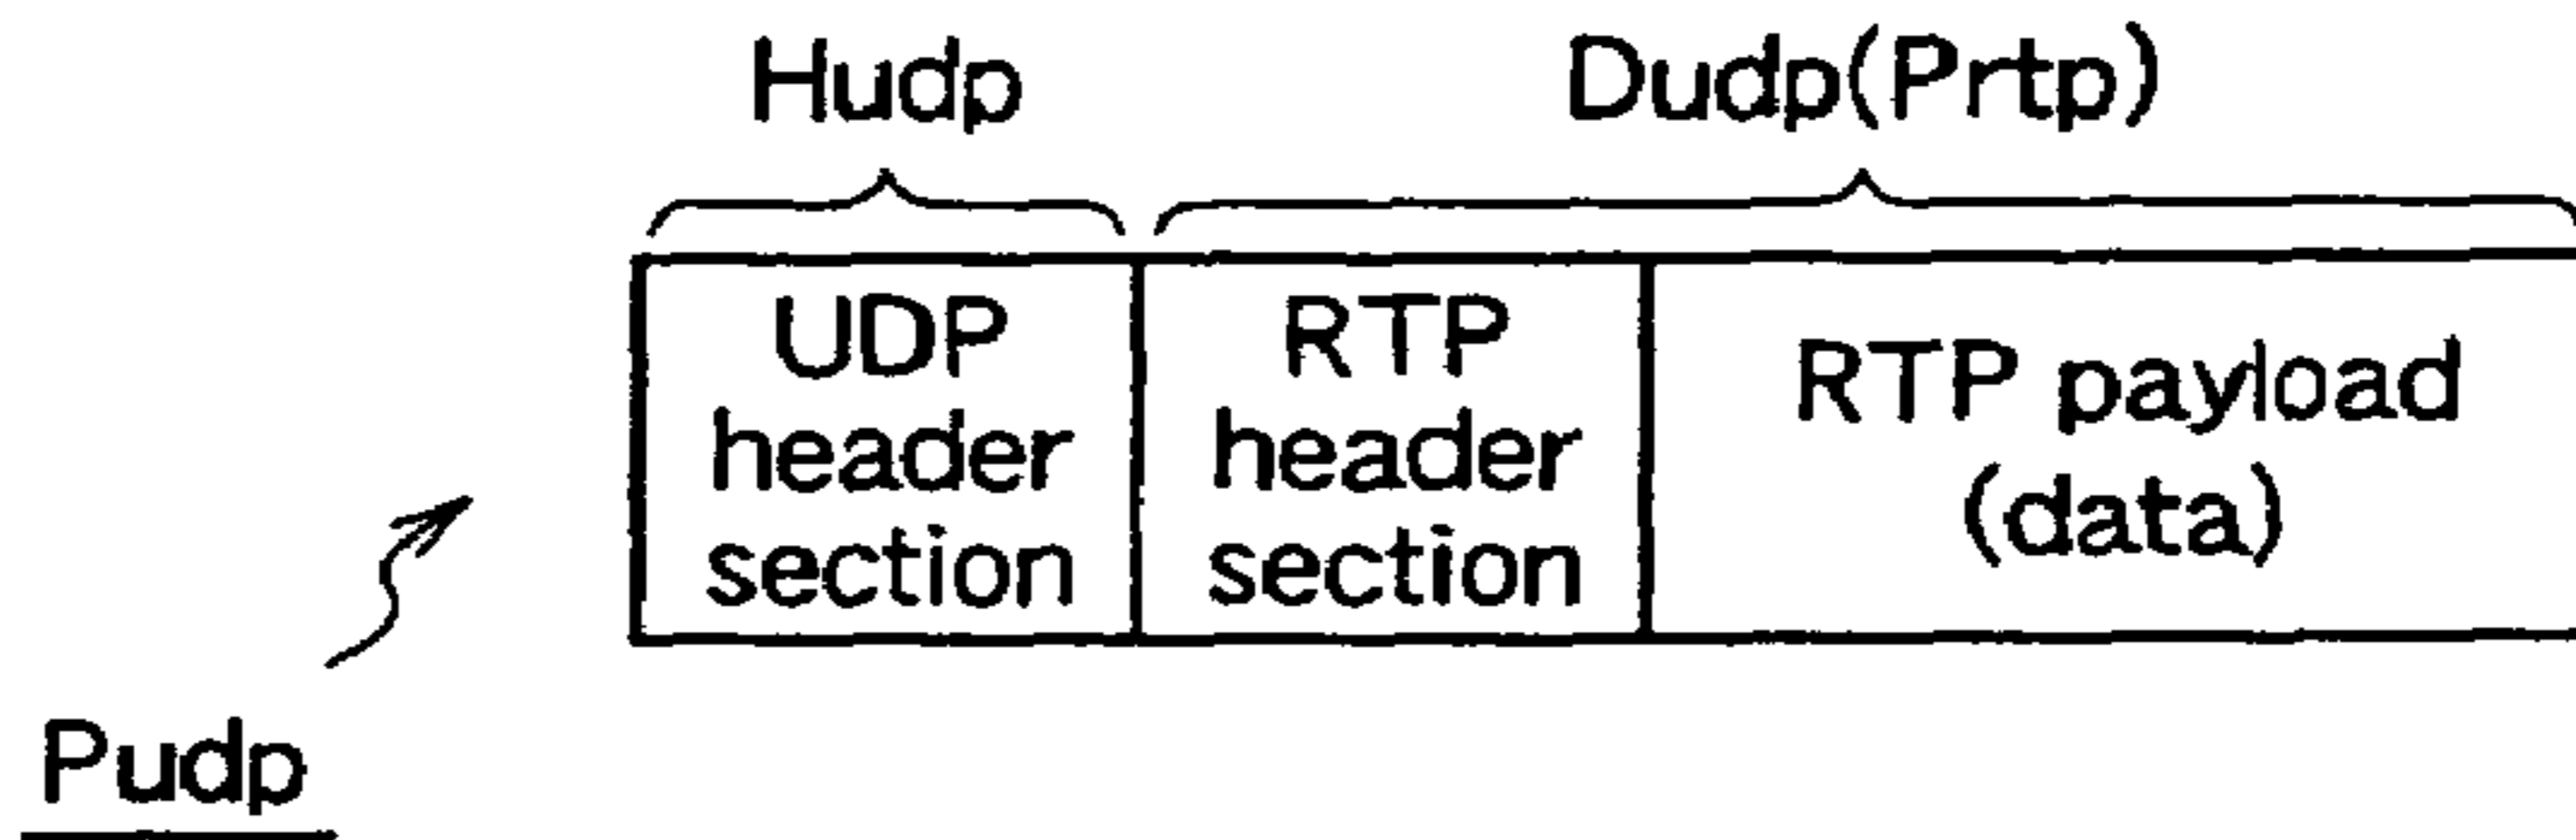 Hudp
Dudp(Prtp)
UDP
header
section
RTP
header
section
RTP payload
(data)
Pudp